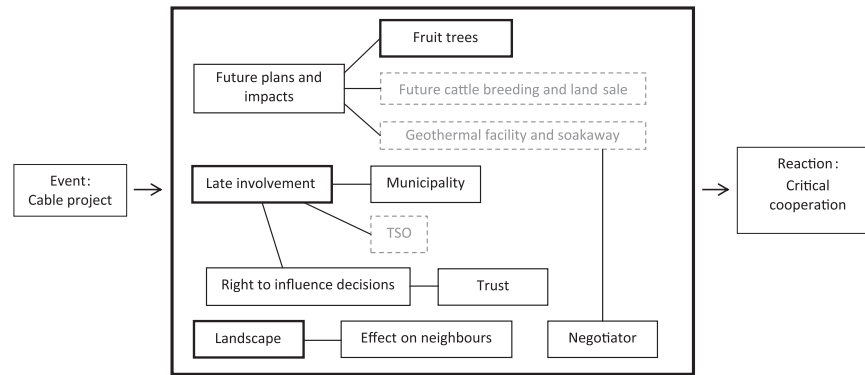 Fruit trees
Future plans and
impacts
Future cattle breeding and land sale
Geothermal facility and soakaway
Event:
Cable project
Late involvement
Municipality
TSO
Right to influence decisions
Trust
Landscape
Effect on neighbours
Negotiator
Reaction:
Critical
cooperation